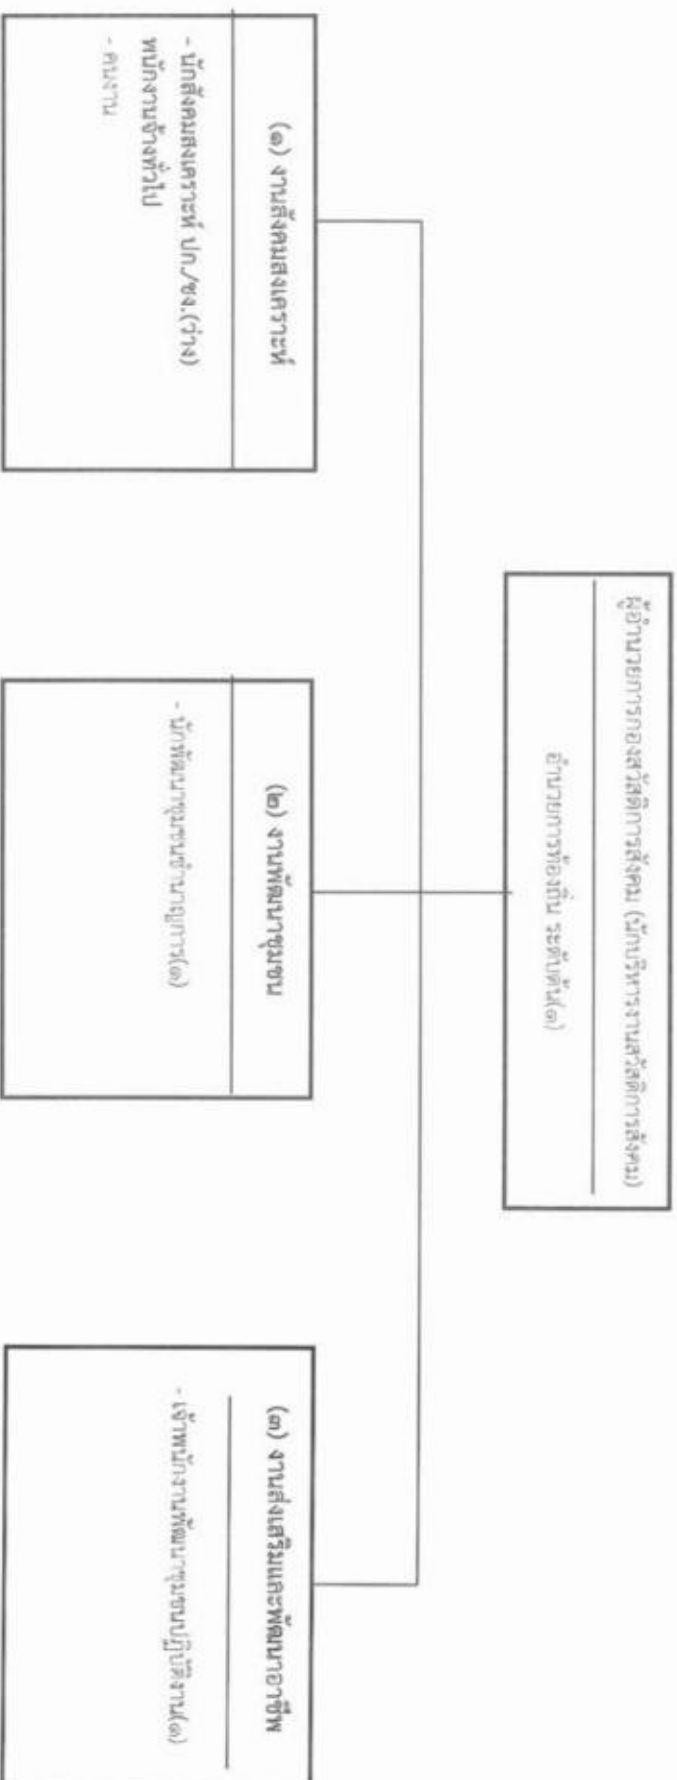 ผู้อำนวยการกองสวัสดิการสังคม (นักบริหารงานสวัสดิการสังคม)
อำนวยการท้องถิ่น ระดับต้น(๑)
(๑) งานสังคมสงเคราะห์
- นักสังคมสงเคราะห์ ปก/ชง.(ว่าง)
พนักงานจ้างทั่วไป
- คนงาน
(๒) งานพัฒนาชุมชน
- นักพัฒนาชุมชนชำนาญการ(๑)
(๓) งานส่งเสริมและพัฒนาอาชีพ
- เจ้าพนักงานพัฒนาชุมชนปฏิบัติงาน(๑)